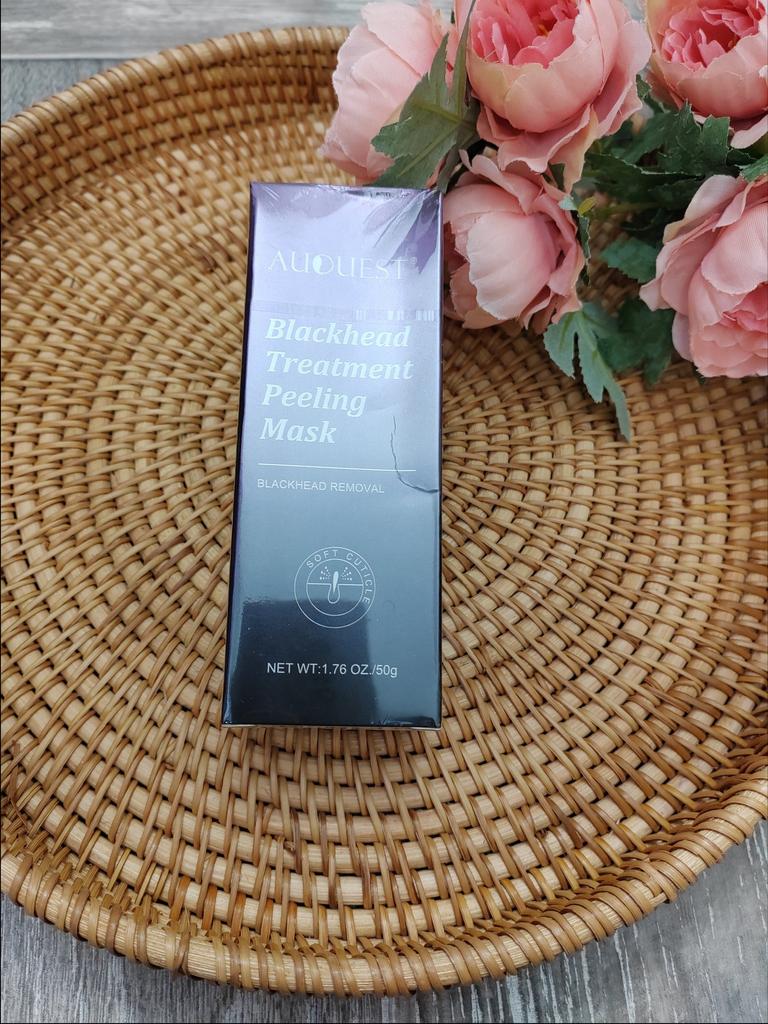 AUQUEST®
Blackhead
Treatment
Peeling
Mask
BLACKHEAD REMOVAL
SOFT CUTICLE
NET WT:1.76 OZ./50g